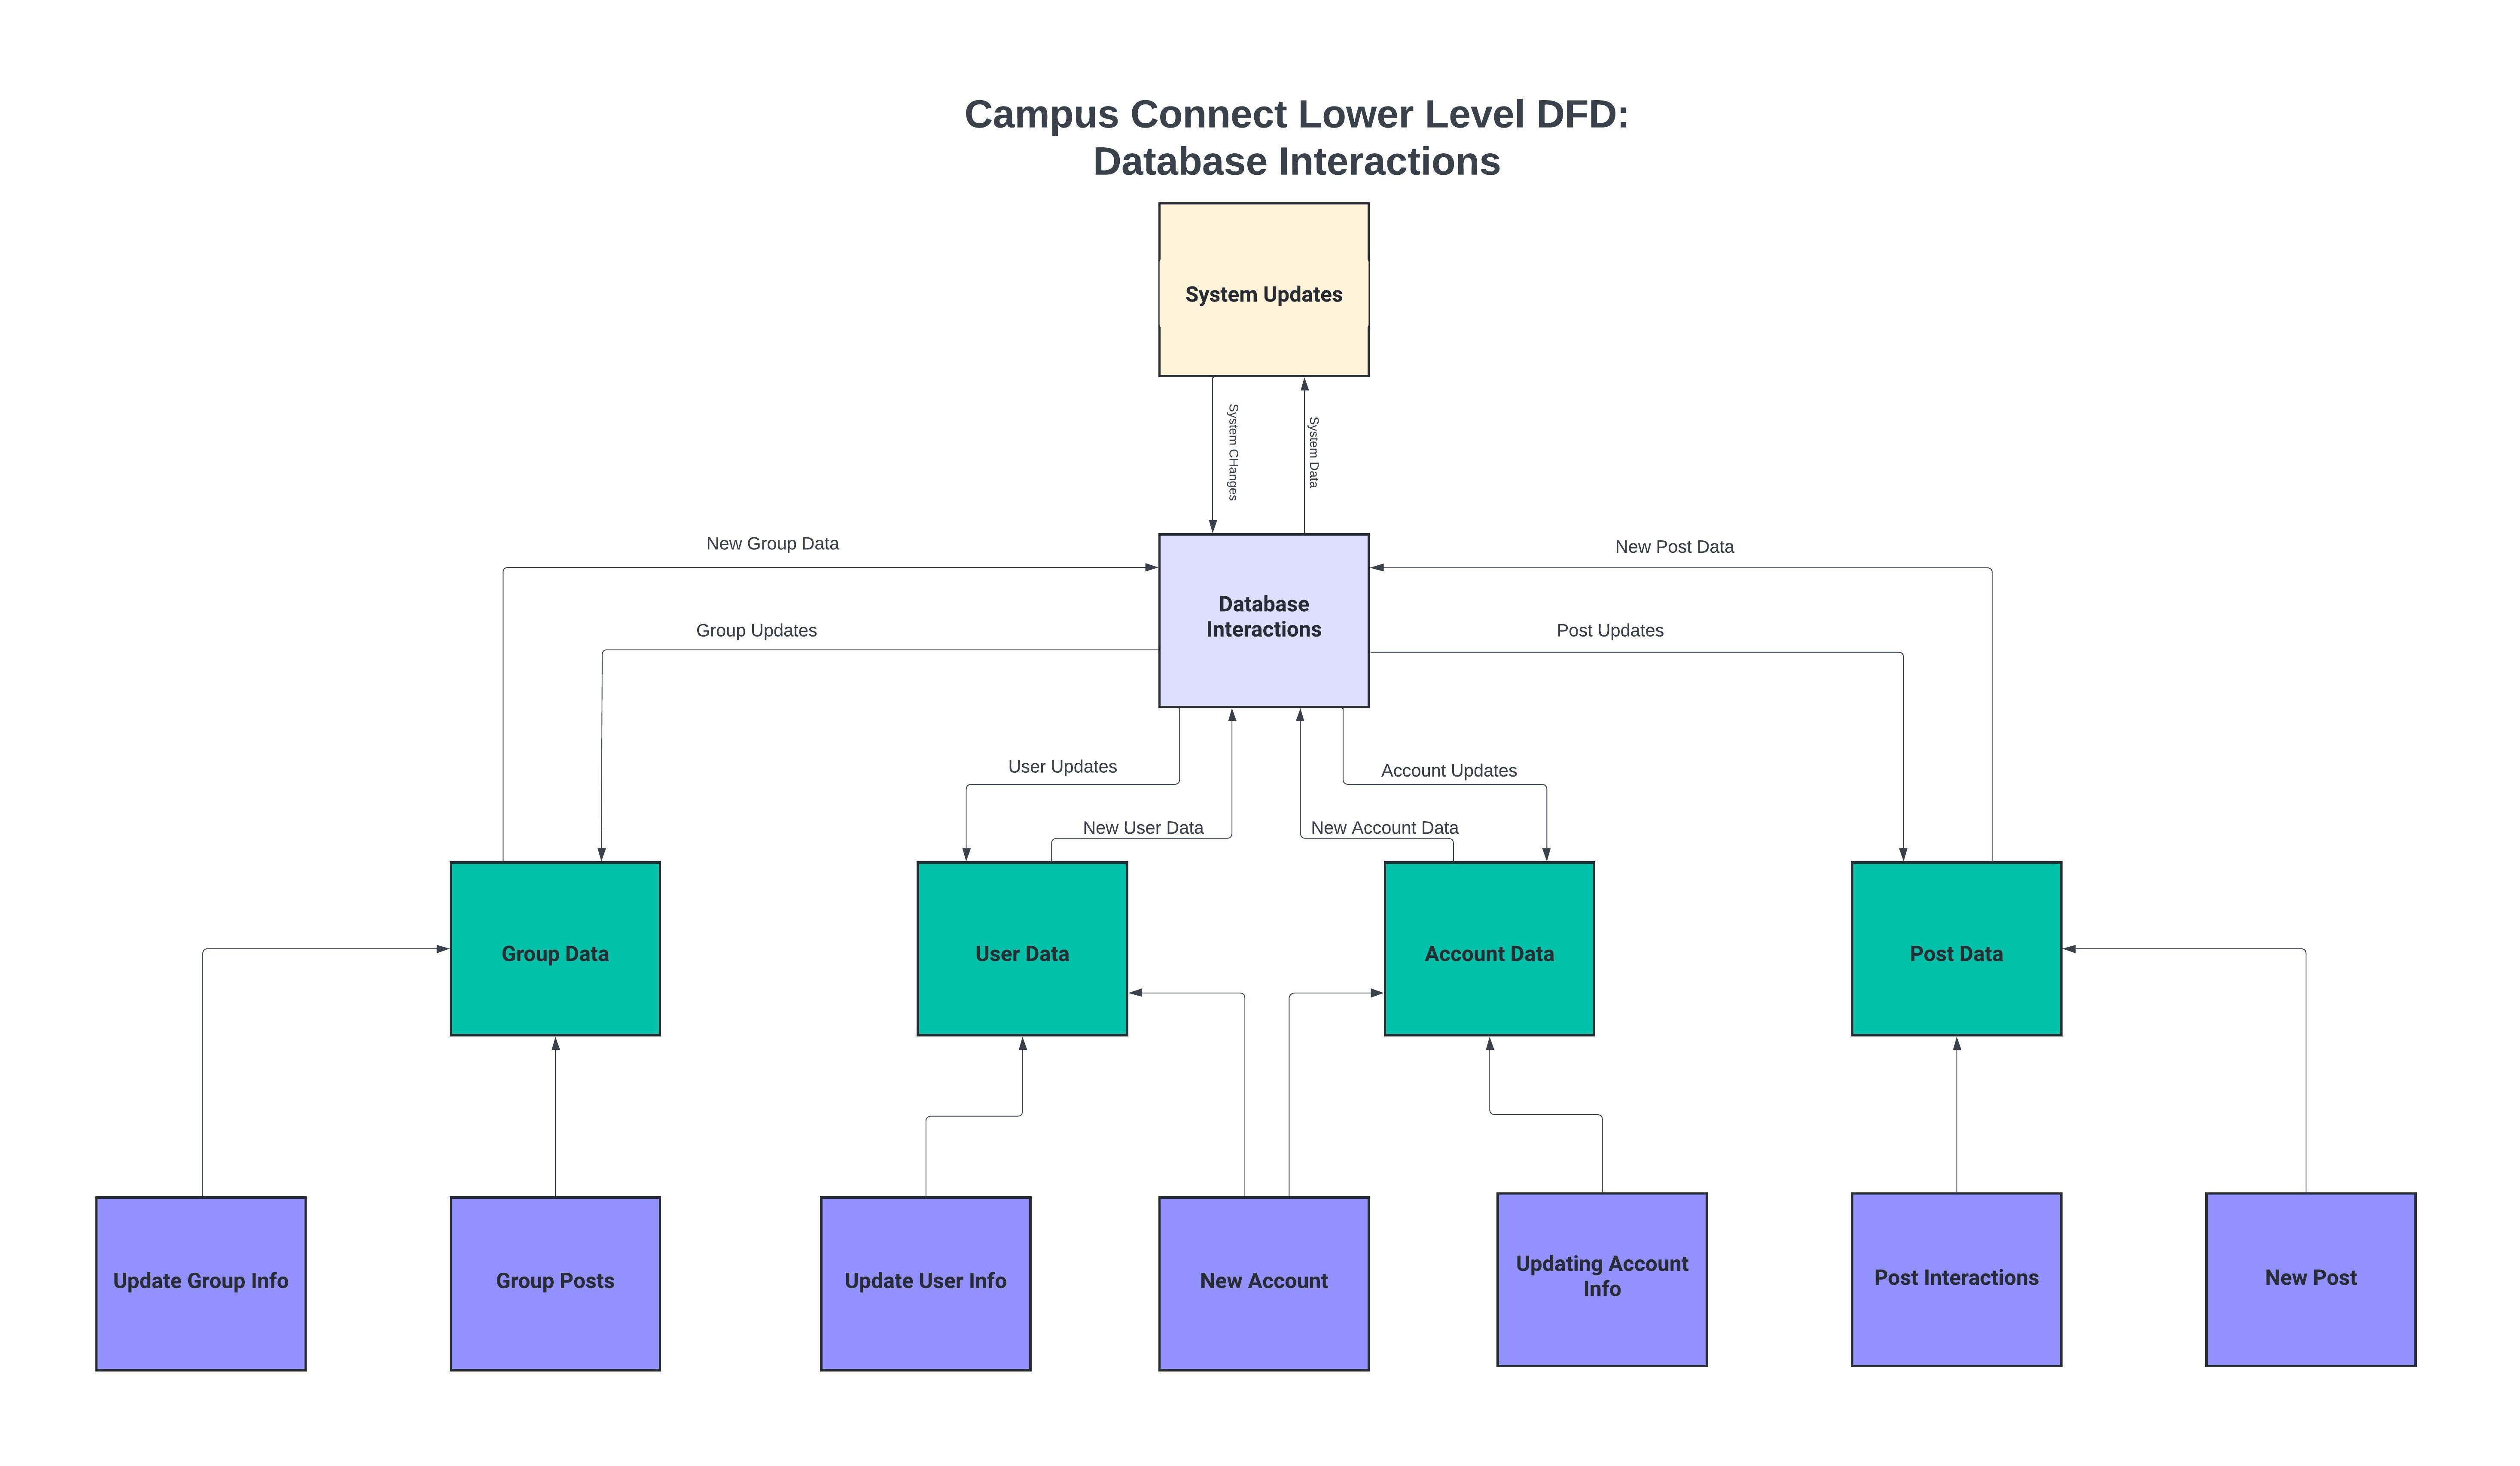 Campus Connect Lower Level DFD:
Database Interactions
System Updates
System CHanges
System Data
New Group Data
New Post Data
Database
Interactions
Group Updates
Post Updates
User Updates
Account Updates
New User Data
New Account Data
Group Data
User Data
Account Data
Post Data
Update Group Info
Group Posts
Update User Info
New Account
Updating Account
Info
Post Interactions
New Post